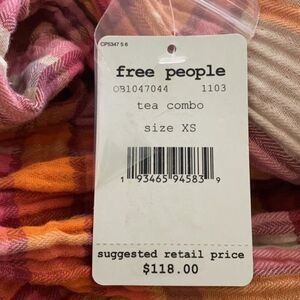 CP5347 5 6
free people
OB1047044 1103
tea combo
size XS
1 93465 94583 9
suggested retail price
$118.00